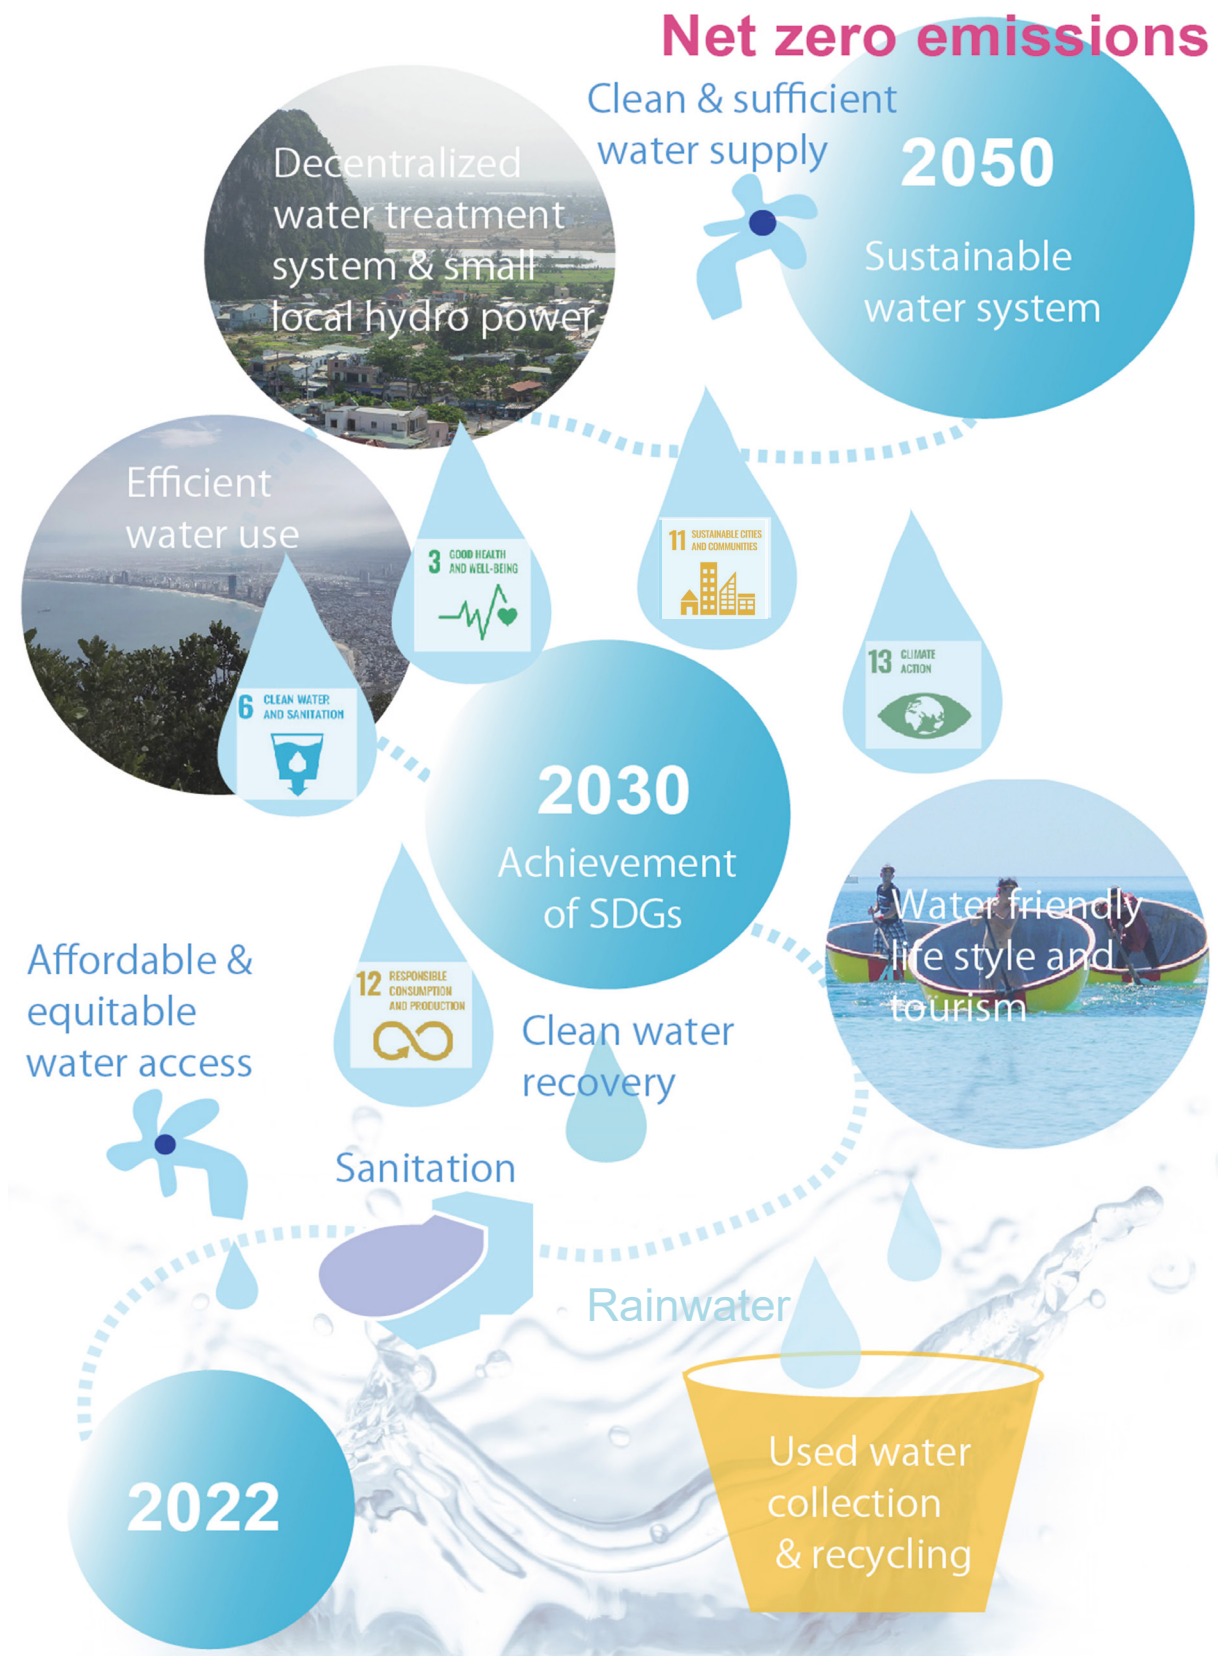 Net zero emissions
Clean & sufficient
water supply
2050
Sustainable
water system
Decentralized
water treatment
system & small
local hydro power
Efficient
water use
3 GOOD HEALTH
AND WELL-BEING
11 SUSTAINABLE CITIES
AND COMMUNITIES
13 CLIMATE
ACTION
6 CLEAN WATER
AND SANITATION
2030
Achievement
of SDGs
Water friendly
life style and
tourism
12 RESPONSIBLE
CONSUMPTION
AND PRODUCTION
Affordable &
equitable
water access
Clean water
recovery
Sanitation
Rainwater
2022
Used water
collection
& recycling